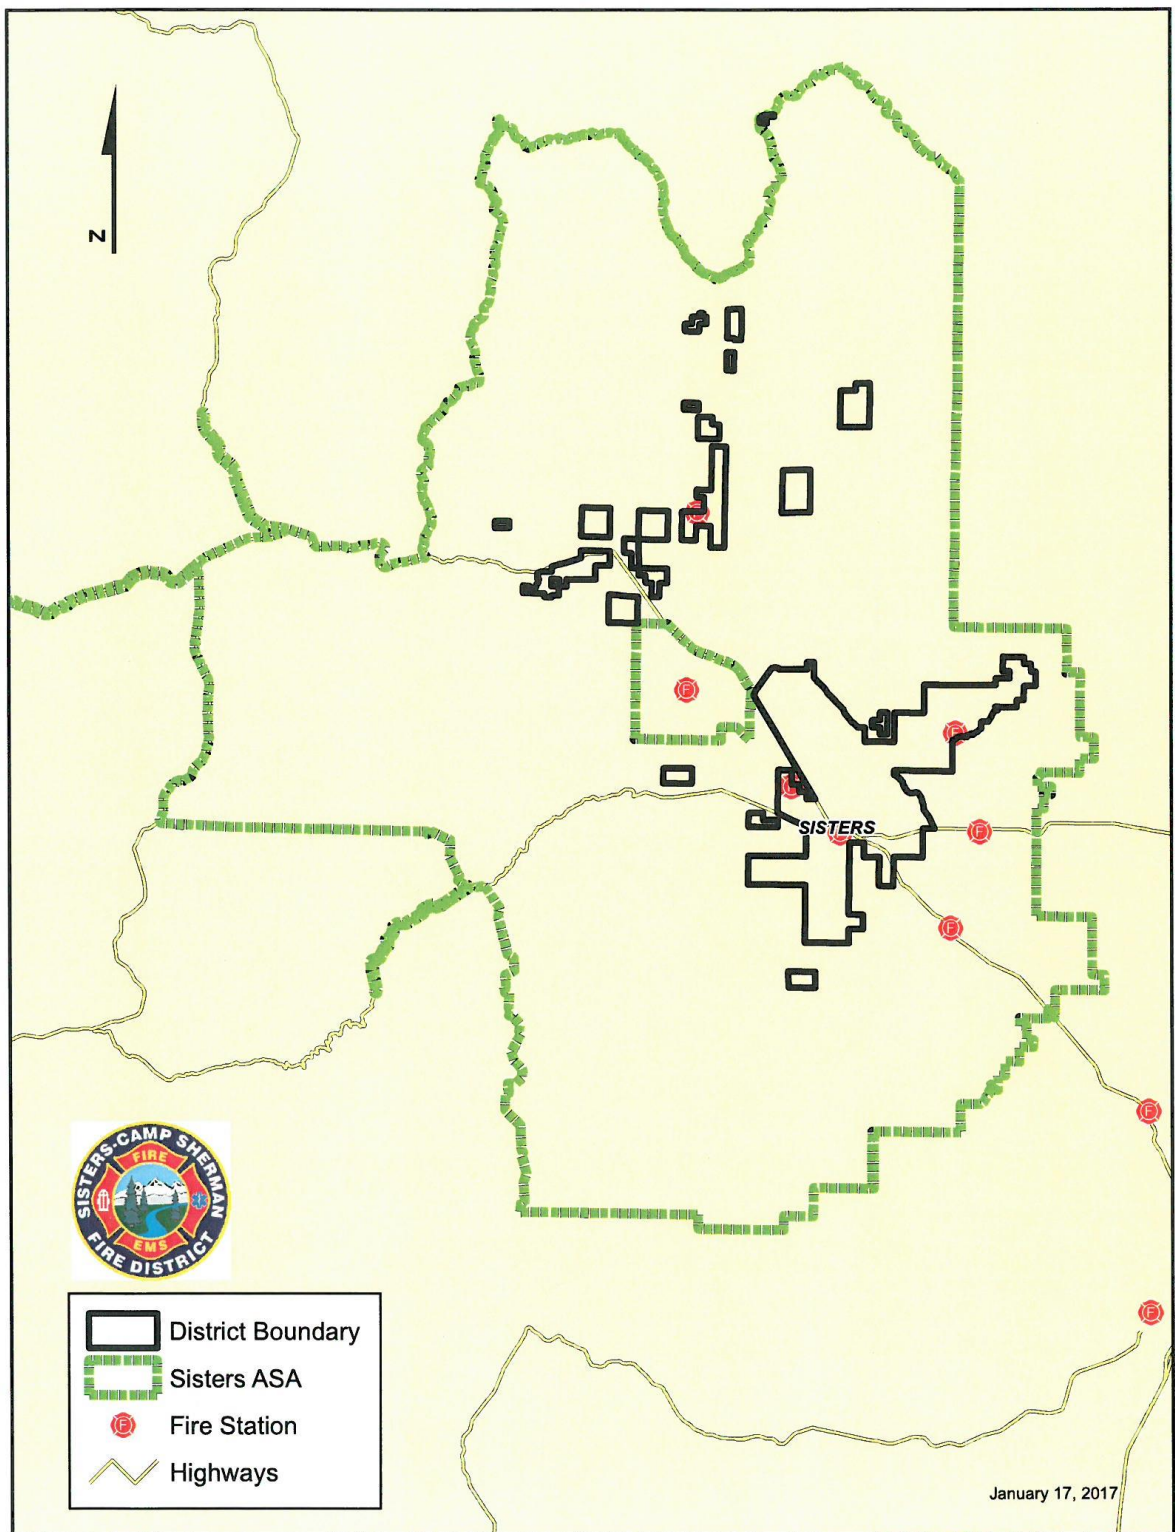 N
SISTERS
SISTERS-CAMP SHERMAN
FIRE
EMS
FIRE DISTRICT
District Boundary
Sisters ASA
F Fire Station
Highways
January 17, 2017
F
F
F
F
F
F
F
F
F